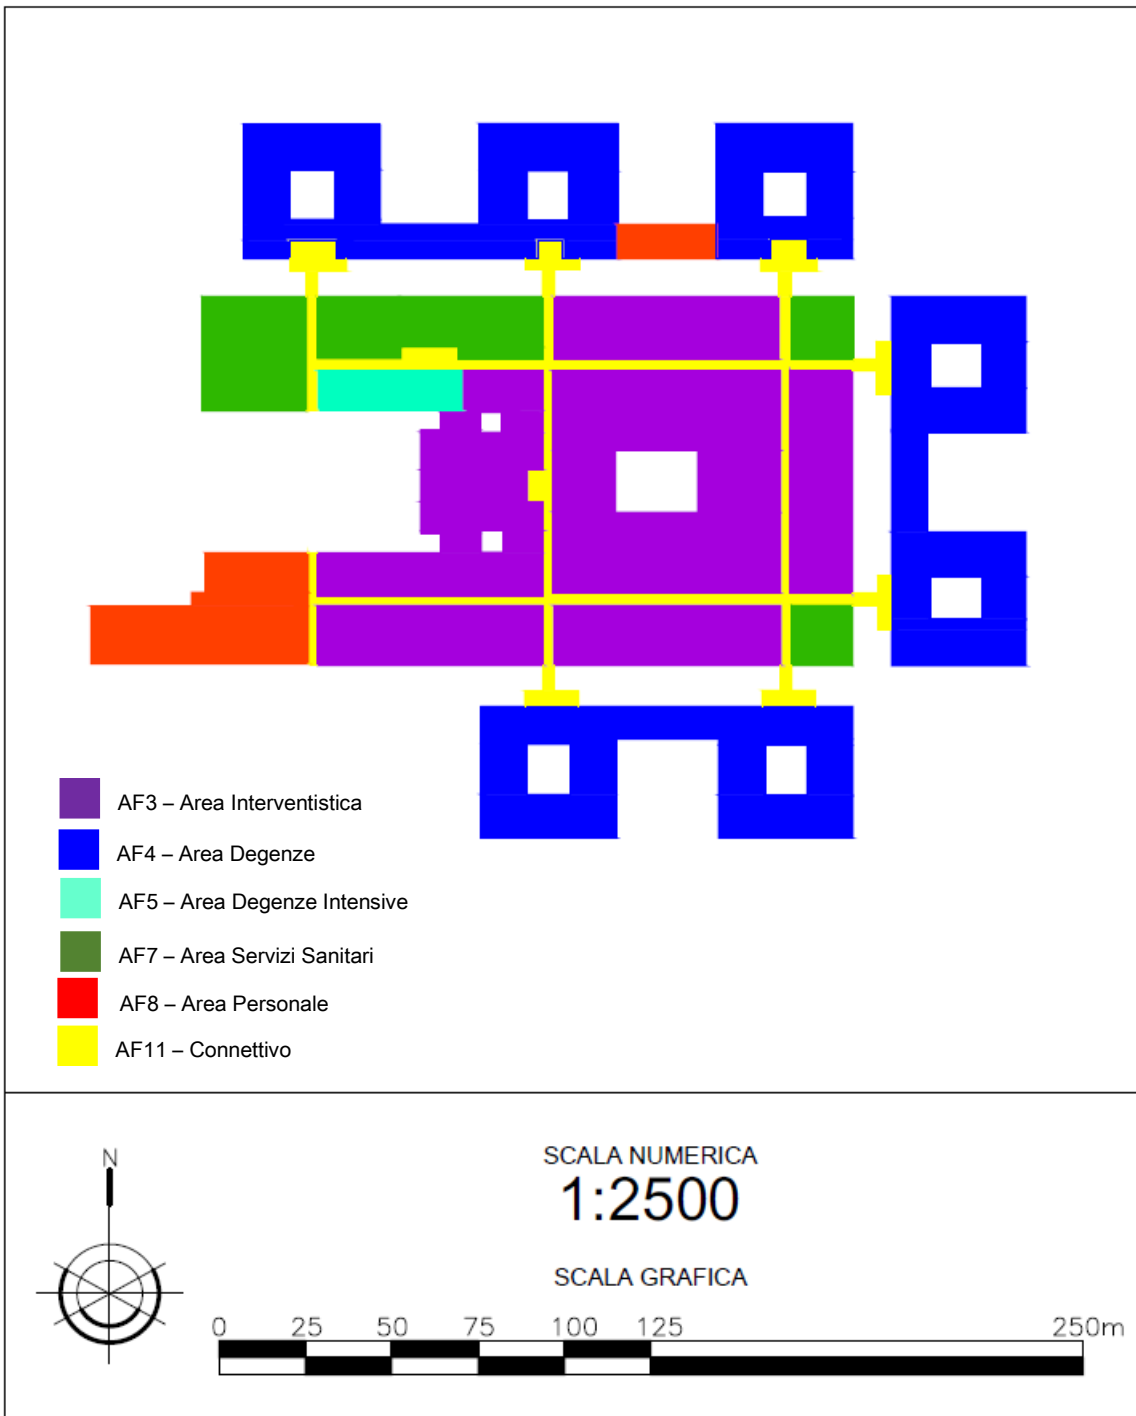 AF3 – Area Interventistica
AF4 – Area Degenze
AF5 – Area Degenze Intensive
AF7 – Area Servizi Sanitari
AF8 – Area Personale
AF11 – Connettivo
N
SCALA NUMERICA
1:2500
SCALA GRAFICA
0 25 50 75 100 125 250m